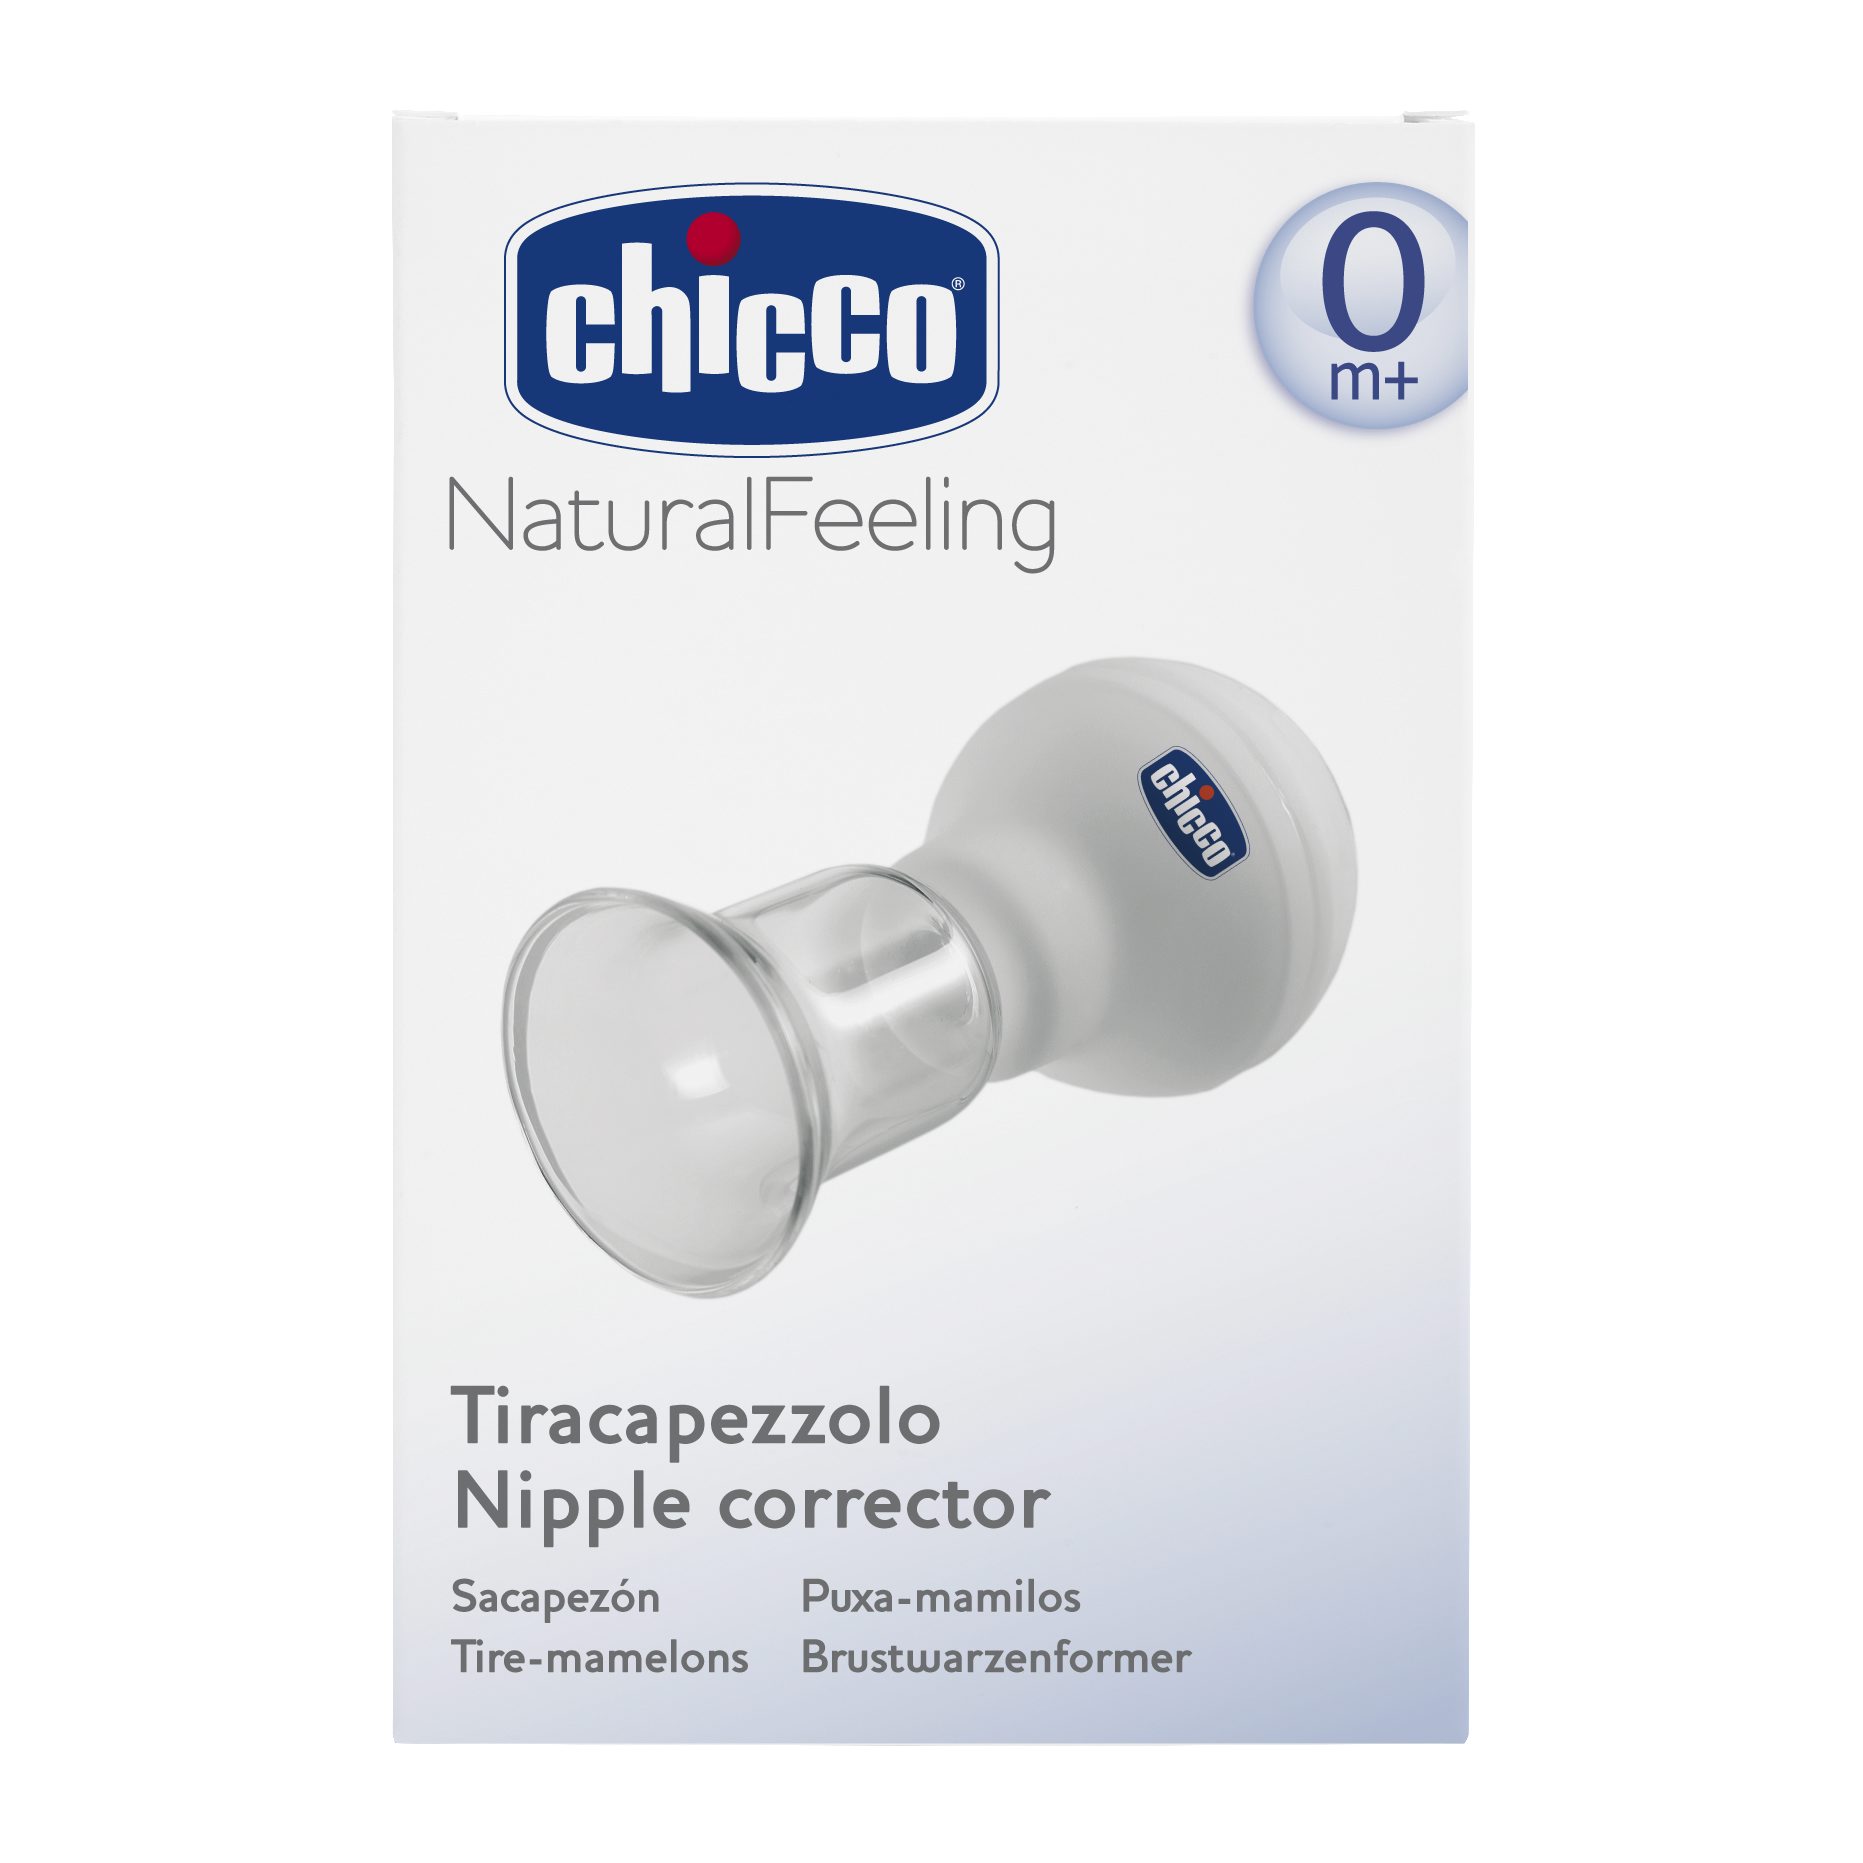 chicco®
0
m+
NaturalFeeling
chicco
Tiracapezzolo
Nipple corrector
Sacapezón
Puxa-mamilos
Tire-mamelons
Brustwarzenformer